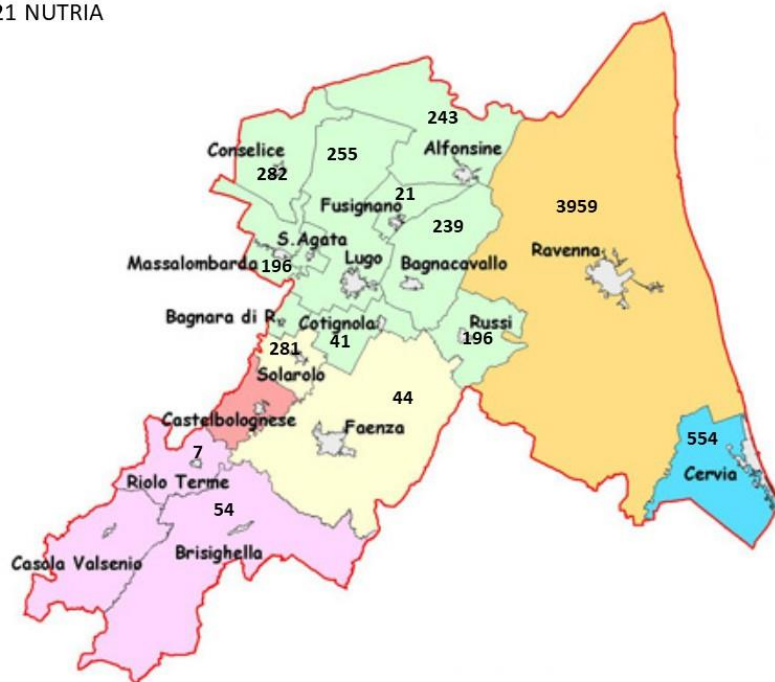 21 NUTRIA
243
Conselice
255
Alfonsine
282
21
Fusignano
3959
239
S.Agata
Ravenna
Massalombarda
196
Lugo
Bagnacavallo
Bagnara di R.
Cotignola
Russi
281
41
196
Solarolo
44
Castelbolognese
Faenza
554
7
Cervia
Riolo Terme
54
Brisighella
Casola Valsenio